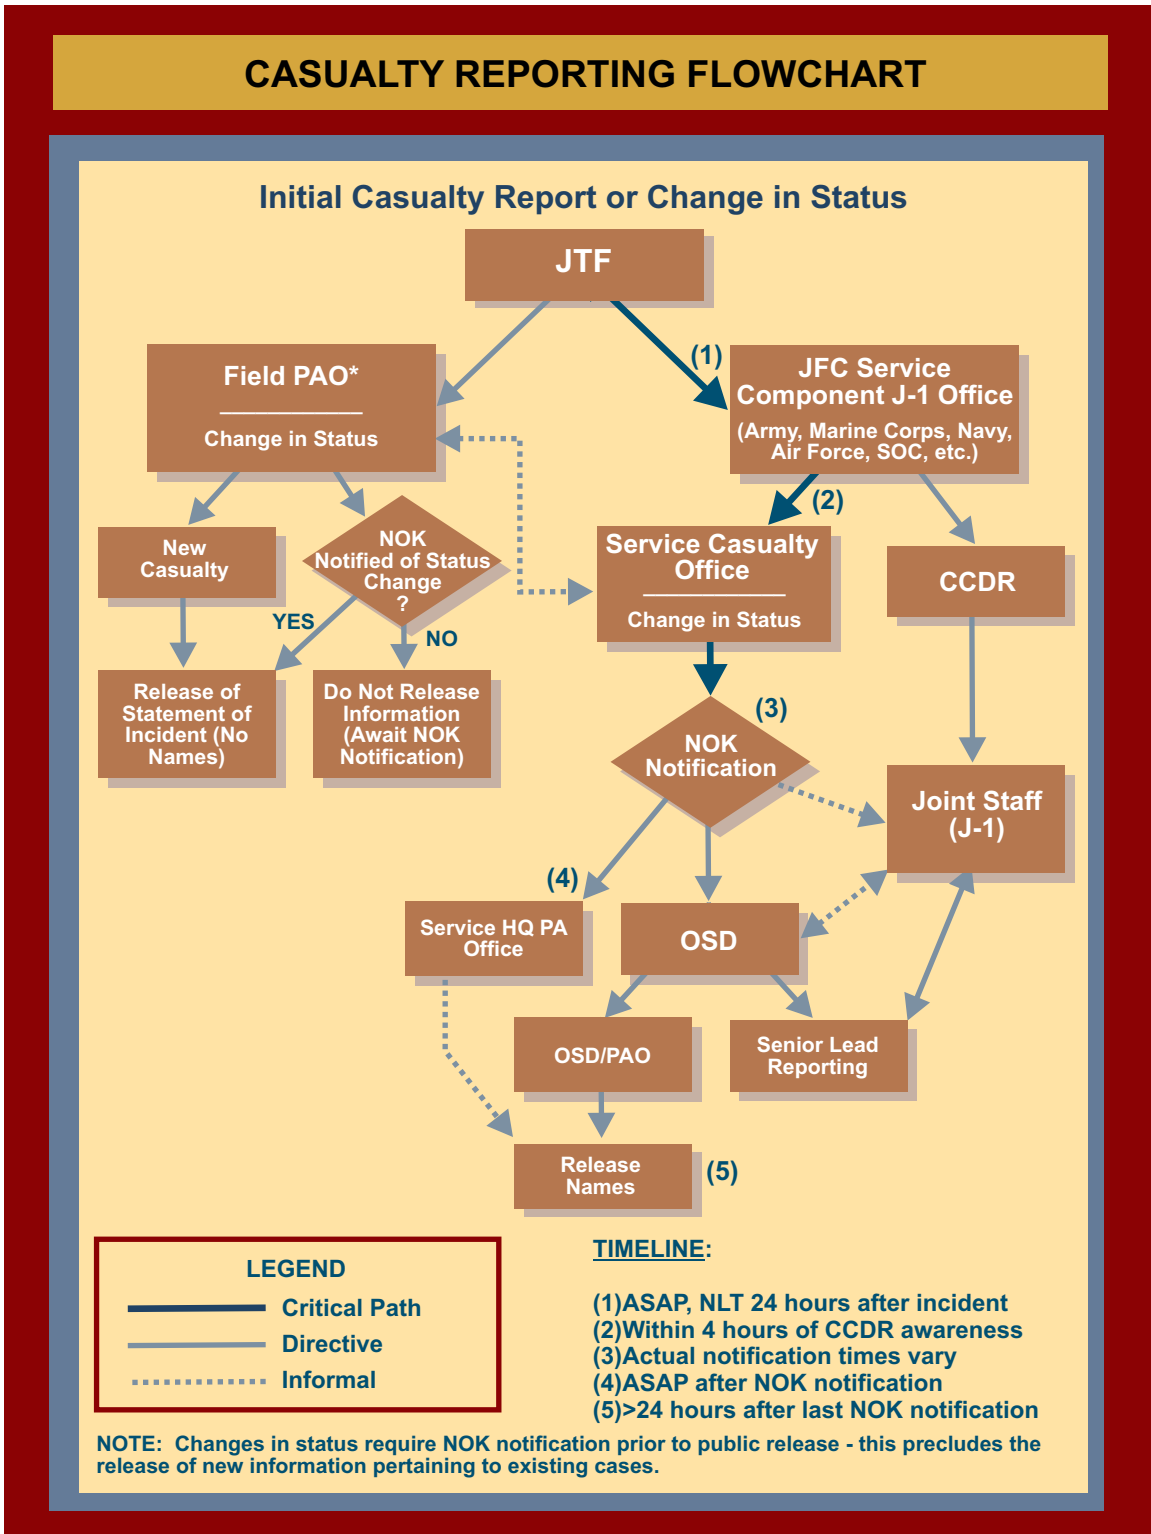 CASUALTY REPORTING FLOWCHART
Initial Casualty Report or Change in Status
JTF
(1)
Field PAO*
Change in Status
JFC Service
Component J-1 Office
(Army, Marine Corps, Navy,
Air Force, SOC, etc.)
(2)
New
Casualty
NOK
Notified of Status
Change
?
Service Casualty
Office
Change in Status
CCDR
YES
NO
Release of
Statement of
Incident (No
Names)
Do Not Release
Information
(Await NOK
Notification)
(3)
NOK
Notification
Joint Staff
(J-1)
(4)
Service HQ PA
Office
OSD
OSD/PAO
Senior Lead
Reporting
Release
Names
(5)
LEGEND
Critical Path
Directive
Informal
TIMELINE:
(1)ASAP, NLT 24 hours after incident
(2)Within 4 hours of CCDR awareness
(3)Actual notification times vary
(4)ASAP after NOK notification
(5)>24 hours after last NOK notification
NOTE:  Changes in status require NOK notification prior to public release - this precludes the
release of new information pertaining to existing cases.